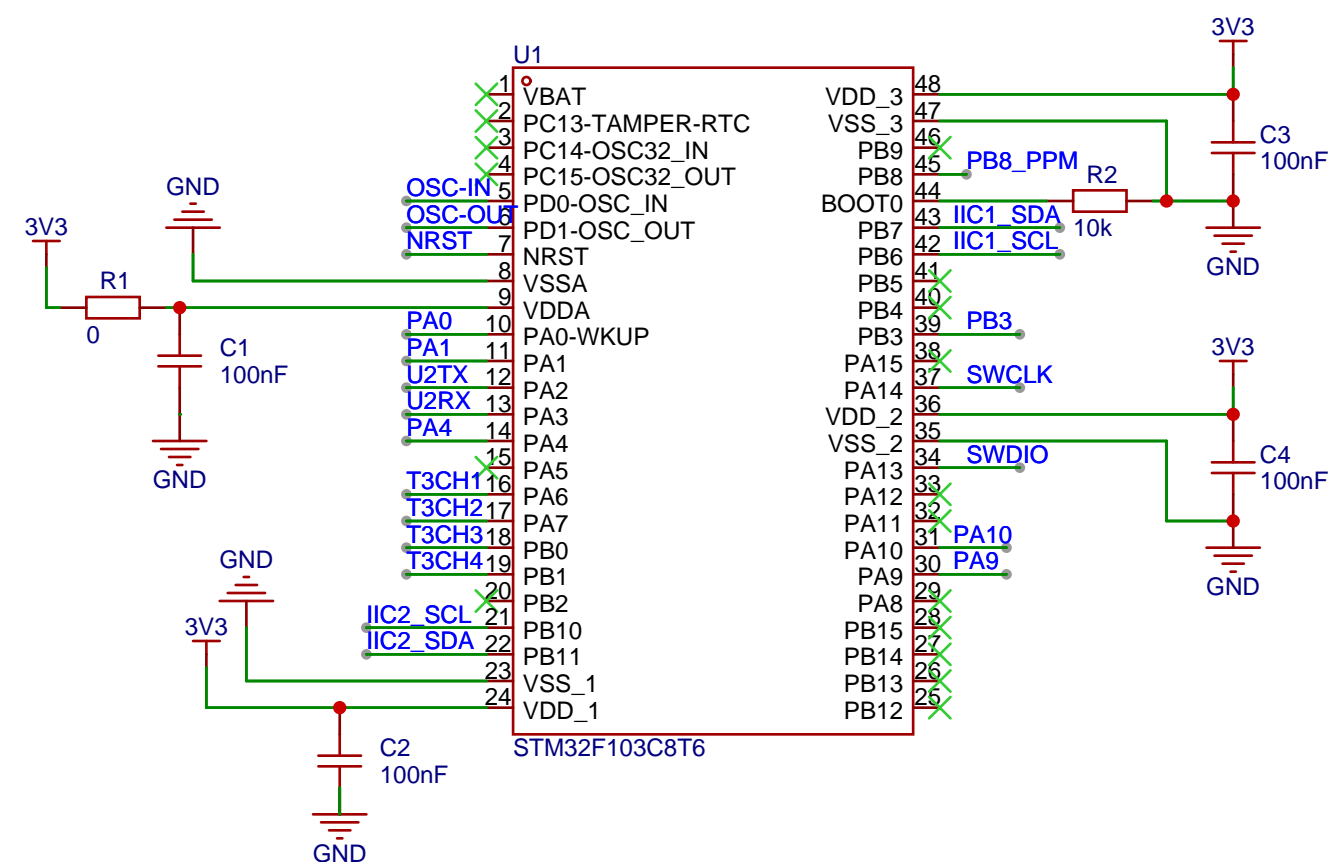 U1
1 VBAT
2 PC13-TAMPER-RTC
3 PC14-OSC32_IN
4 PC15-OSC32_OUT
OSC-IN 5 PD0-OSC_IN
OSC-OUT 6 PD1-OSC_OUT
NRST 7 NRST
GND
8 VSSA
3V3
R1
0
9 VDDA
C1
100nF
GND
PA0 10 PA0-WKUP
PA1 11 PA1
U2TX 12 PA2
U2RX 13 PA3
PA4 14 PA4
15 PA5
T3CH1 16 PA6
T3CH2 17 PA7
T3CH3 18 PB0
T3CH4 19 PB1
20 PB2
IIC2_SCL 21 PB10
IIC2_SDA 22 PB11
GND
23 VSS_1
3V3
24 VDD_1
C2
100nF
GND
STM32F103C8T6
3V3
VDD_3 48
VSS_3 47
C3
100nF
PB9 46
PB8 45 PB8_PPM
BOOT0 44
R2
10k
GND
PB7 43 IIC1_SDA
PB6 42 IIC1_SCL
PB5 41
PB4 40
PB3 39 PB3
PA15 38
PA14 37 SWCLK
3V3
VDD_2 36
VSS_2 35
C4
100nF
GND
PA13 34 SWDIO
PA12 33
PA11 32
PA10 31 PA10
PA9 30 PA9
PA8 29
PB15 28
PB14 27
PB13 26
PB12 25